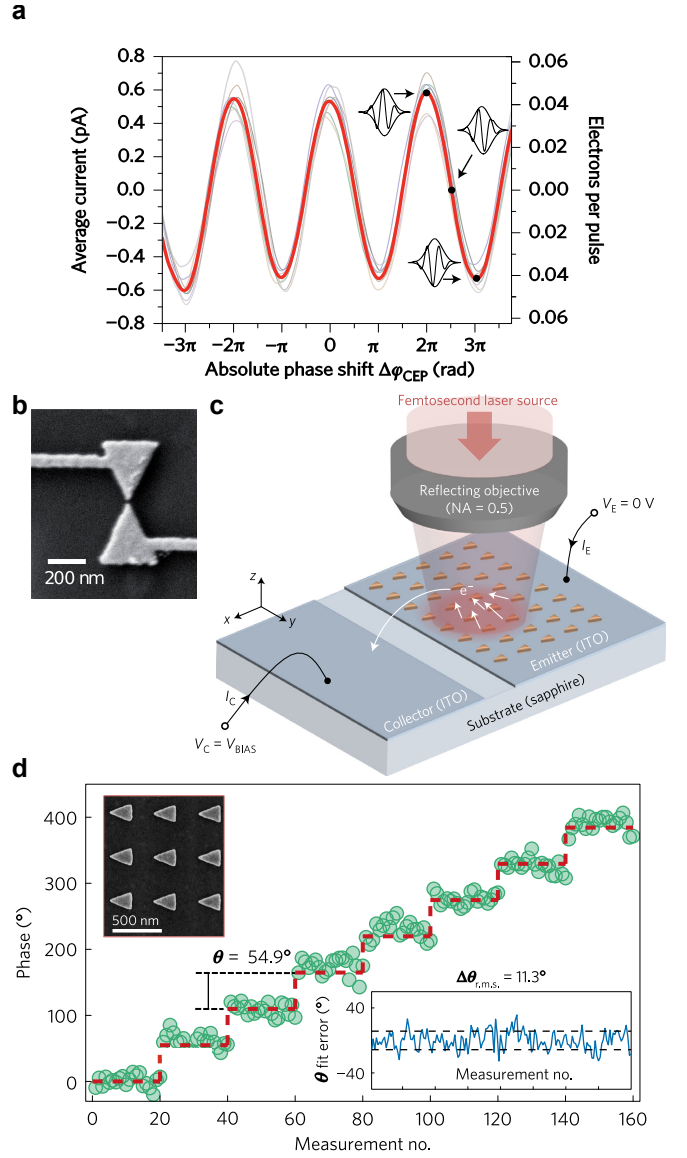 a
0.8
0.6
0.4
0.2
0.0
−0.2
−0.4
−0.6
−0.8
Average current (pA)
0.06
0.04
0.02
0.00
0.02
0.04
0.06
Electrons per pulse
−3π −2π −π 0 π 2π 3π
Absolute phase shift Δφ_CEP (rad)
b
200 nm
c
Femtosecond laser source
Reflecting objective
(NA = 0.5)
V_E = 0 V
I_E
e⁻
z
x
y
Emitter (ITO)
Collector (ITO)
Substrate (sapphire)
I_C
V_C = V_BIAS
d
400
300
200
100
0
Phase (°)
500 nm
θ = 54.9°
Δθ_r.m.s. = 11.3°
40
−40
θ fit error (°)
Measurement no.
0 20 40 60 80 100 120 140 160
Measurement no.